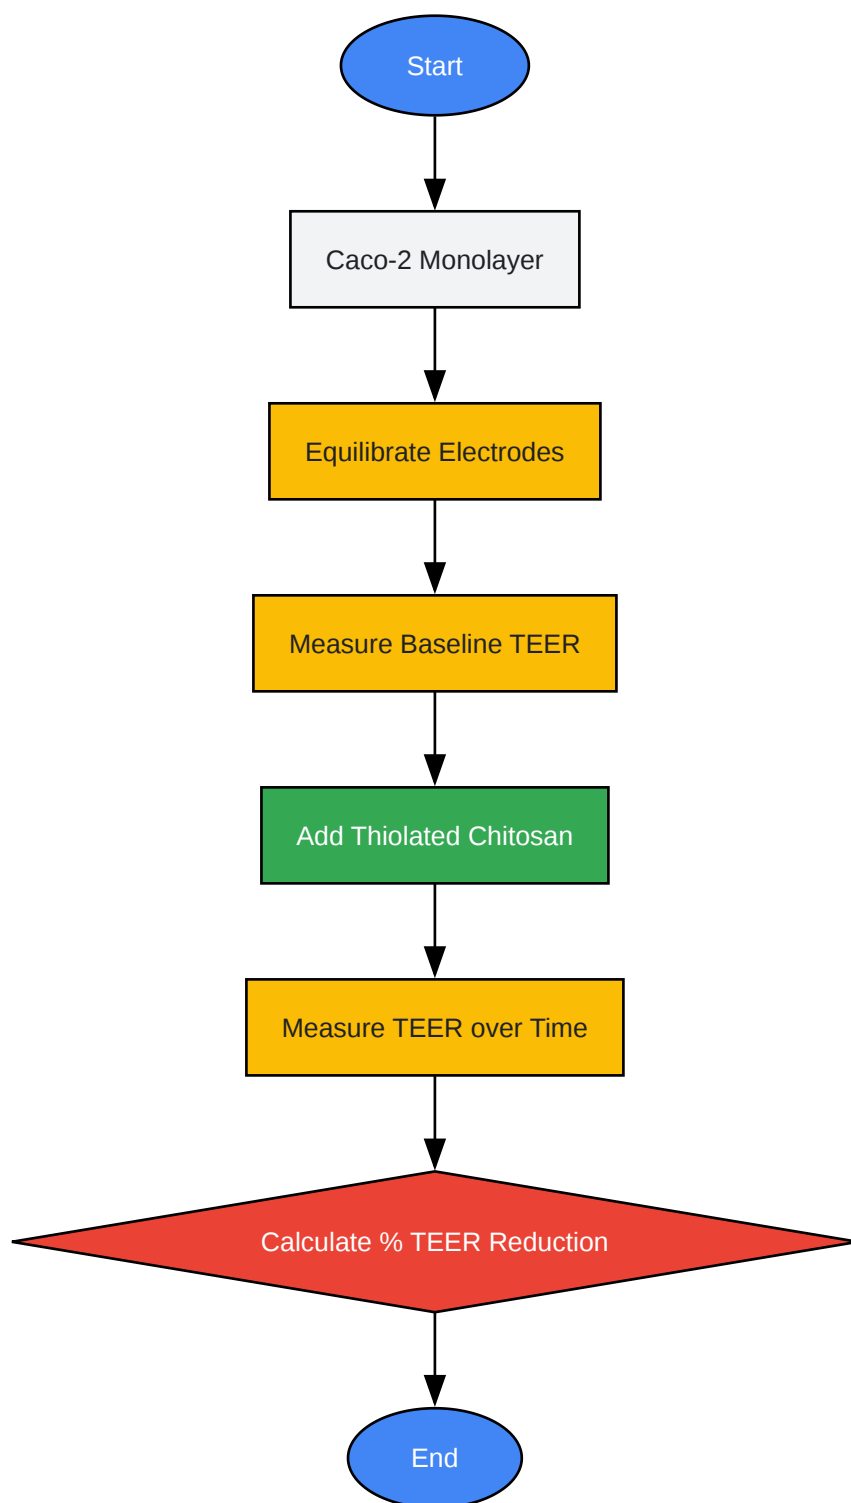 Start
Caco-2 Monolayer
Equilibrate Electrodes
Measure Baseline TEER
Add Thiolated Chitosan
Measure TEER over Time
Calculate % TEER Reduction
End